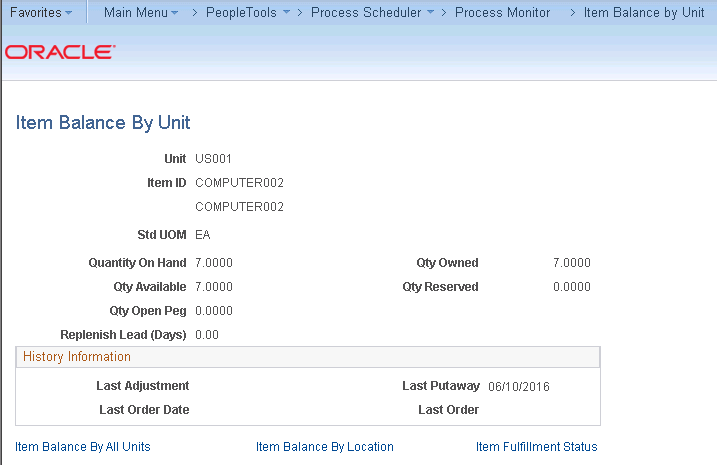 Favorites Main Menu > PeopleTools > Process Scheduler > Process Monitor > Item Balance by Unit
ORACLE
Item Balance By Unit
Unit US001
Item ID COMPUTER002
COMPUTER002
Std UOM EA
Quantity On Hand 7.0000 Qty Owned 7.0000
Qty Available 7.0000 Qty Reserved 0.0000
Qty Open Peg 0.0000
Replenish Lead (Days) 0.00
History Information
Last Adjustment Last Putaway 06/10/2016
Last Order Date Last Order
Item Balance By All Units Item Balance By Location Item Fulfillment Status